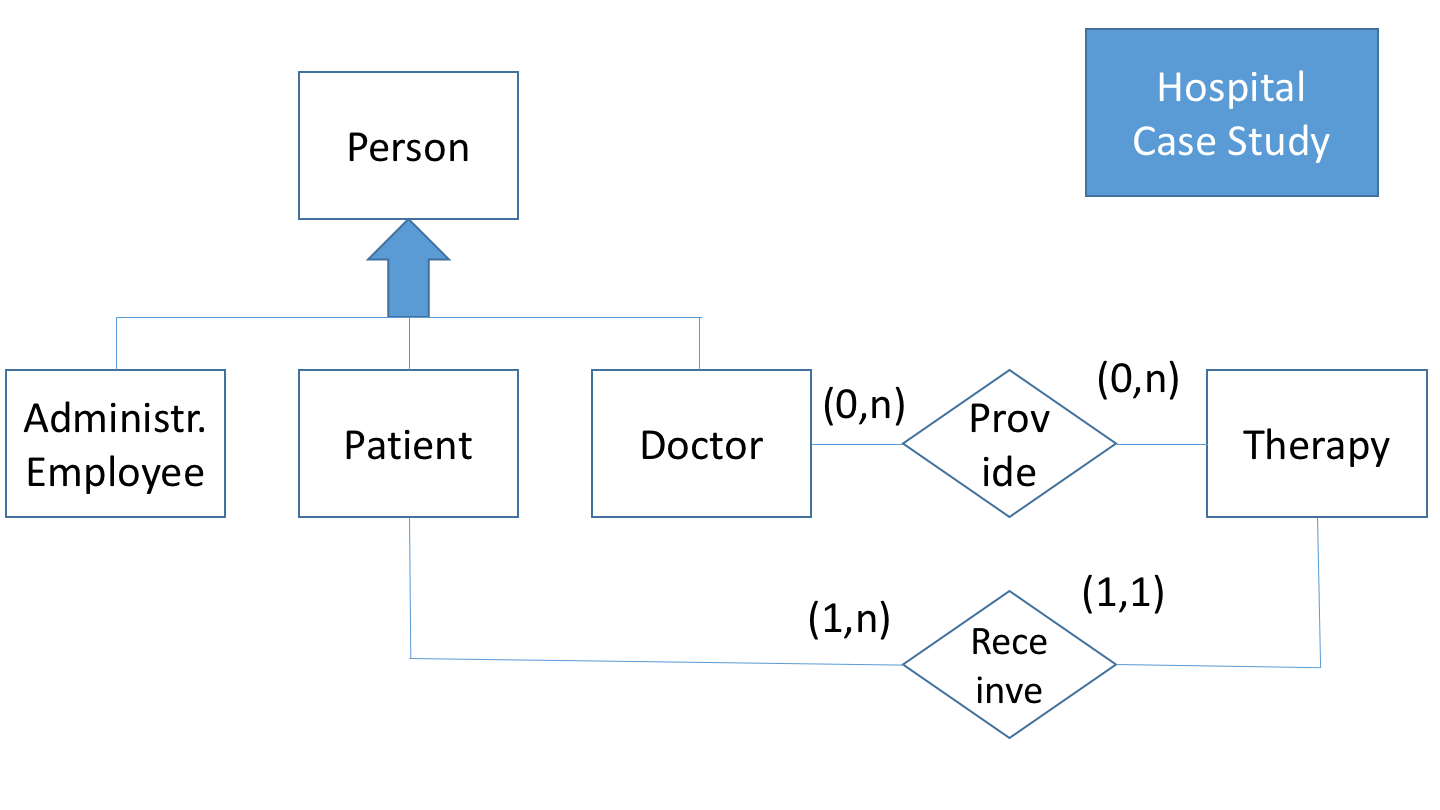 Hospital
Case Study
Person
Administr.
Employee
Patient
Doctor
(0,n)
Prov
ide
(0,n)
Therapy
(1,n)
Rece
inve
(1,1)